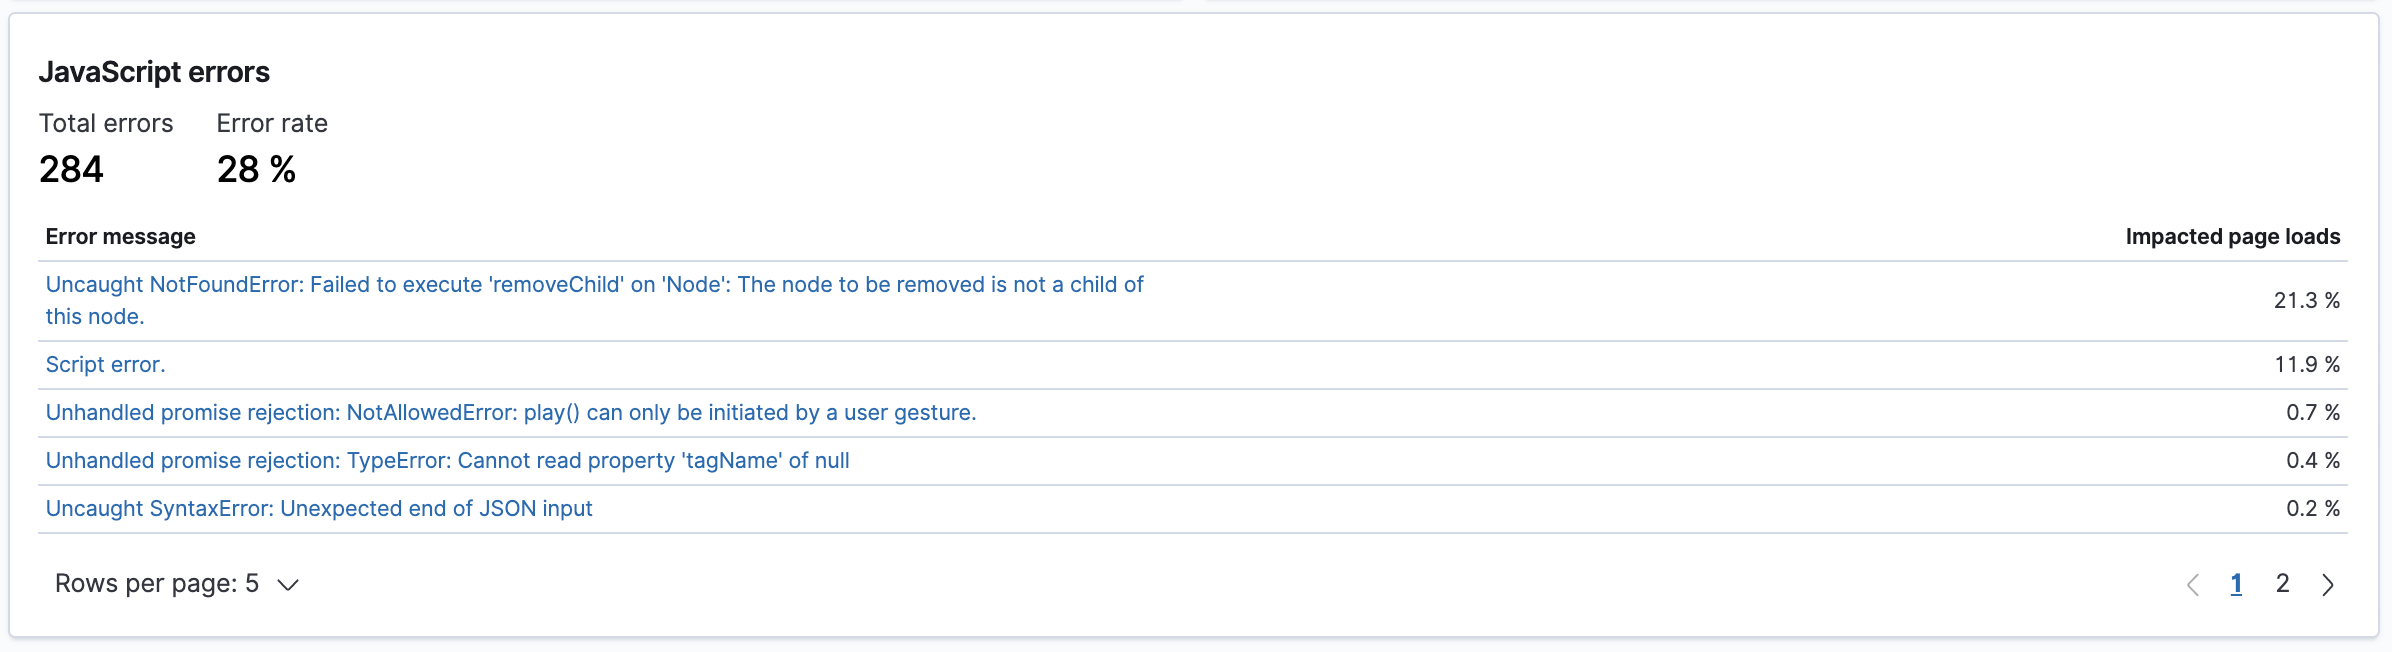 JavaScript errors
Total errors Error rate
284 28 %
Error message Impacted page loads
Uncaught NotFoundError: Failed to execute 'removeChild' on 'Node': The node to be removed is not a child of
this node.
21.3 %
Script error. 11.9 %
Unhandled promise rejection: NotAllowedError: play() can only be initiated by a user gesture. 0.7 %
Unhandled promise rejection: TypeError: Cannot read property 'tagName' of null 0.4 %
Uncaught SyntaxError: Unexpected end of JSON input 0.2 %
Rows per page: 5 1 2